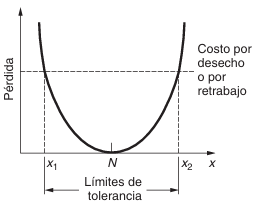 Costo por
desecho
o por
retrabajo
Pérdida
x1
N
x2
x
Límites de
tolerancia